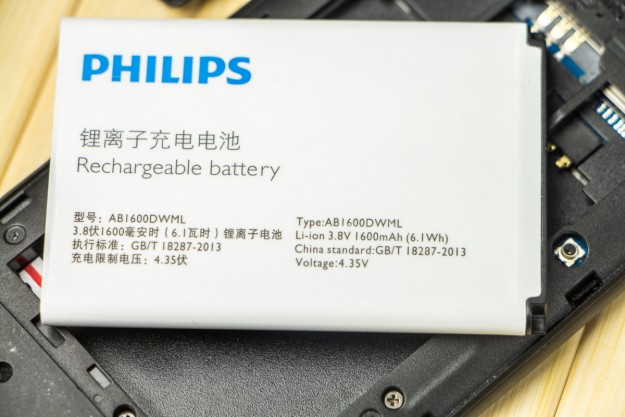 PHILIPS
锂离子充电电池
Rechargeable battery
型号：AB1600DWML
3.8伏1600毫安时（6.1瓦时）锂离子电池
执行标准：GB/T 18287-2013
充电限制电压：4.35伏
Type:AB1600DWML
Li-ion 3.8V 1600mAh (6.1Wh)
China standard:GB/T 18287-2013
Voltage:4.35V